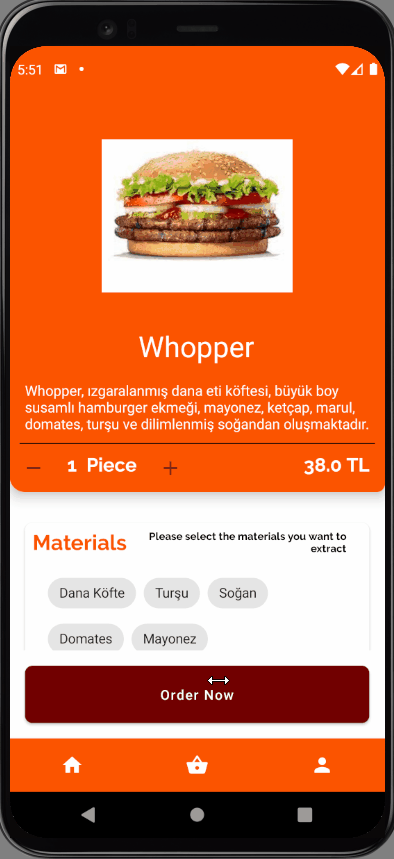 5:51
Whopper
Whopper, ızgaralanmış dana eti köftesi, büyük boy
susamlı hamburger ekmeği, mayonez, ketçap, marul,
domates, turşu ve dilimlenmiş soğandan oluşmaktadır.
1 Piece 38.0 TL
Materials
Please select the materials you want to
extract
Dana Köfte Turşu Soğan
Domates Mayonez
Order Now